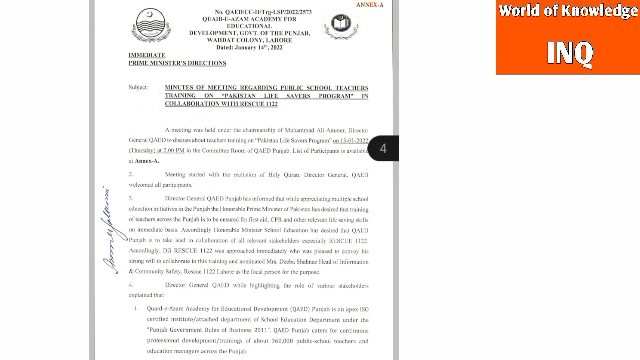 ANNEX-A
No. QAED/CC-II/Trg-LSP/2022/2573
QUAID-E-AZAM ACADEMY FOR
EDUCATIONAL
DEVELOPMENT, GOVT. OF THE PUNJAB,
WAHDAT COLONY, LAHORE
Dated: January 14th, 2022
IMMEDIATE
PRIME MINISTER'S DIRECTIONS
Subject: MINUTES OF MEETING REGARDING PUBLIC SCHOOL TEACHERS
TRAINING ON "PAKISTAN LIFE SAVERS PROGRAM" IN
COLLABORATION WITH RESCUE 1122
A meeting was held under the chairmanship of Muhammad Ali Ammer, Director
General QAED to discuss about teachers training on "Pakistan Life Savers Program" on 13-01-2022
(Thursday) at 2.00 PM in the Committee Room of QAED Punjab. List of Participants is available
at Annex-A.
2. Meeting started with the recitation of Holy Quran. Director General, QAED
welcomed all participants.
3. Director General QAED Punjab has informed that while appreciating multiple school
education initiatives in the Punjab the Honorable Prime Minister of Pakistan has desired that training
of teachers across the Punjab is to be ensured for first aid, CPR and other relevant life saving skills
on immediate basis. Accordingly Honorable Minister School Education has desired that QAED
Punjab is to take lead in collaboration of all relevant stakeholders especially RESCUE 1122.
Accordingly, DG RESCUE 1122 was approached immediately who was pleased to convey his
strong will to collaborate in this training and nominated Mrs. Deeba Shahnaz Head of Information
& Community Safety, Rescue 1122 Lahore as the focal person for the purpose.
4. Director General QAED while highlighting the role of various stakeholders
explained that:
1. Quaid-e-Azam Academy for Educational Development (QAED) Punjab is an apex ISO
certified institute/attached department of School Education Department under the
"Punjab Government Rules of Business 2011". QAED Punjab caters for continuous
professional development/trainings of about 360,000 public-school teachers and
education managers across the Punjab.
4
World of Knowledge
INQ